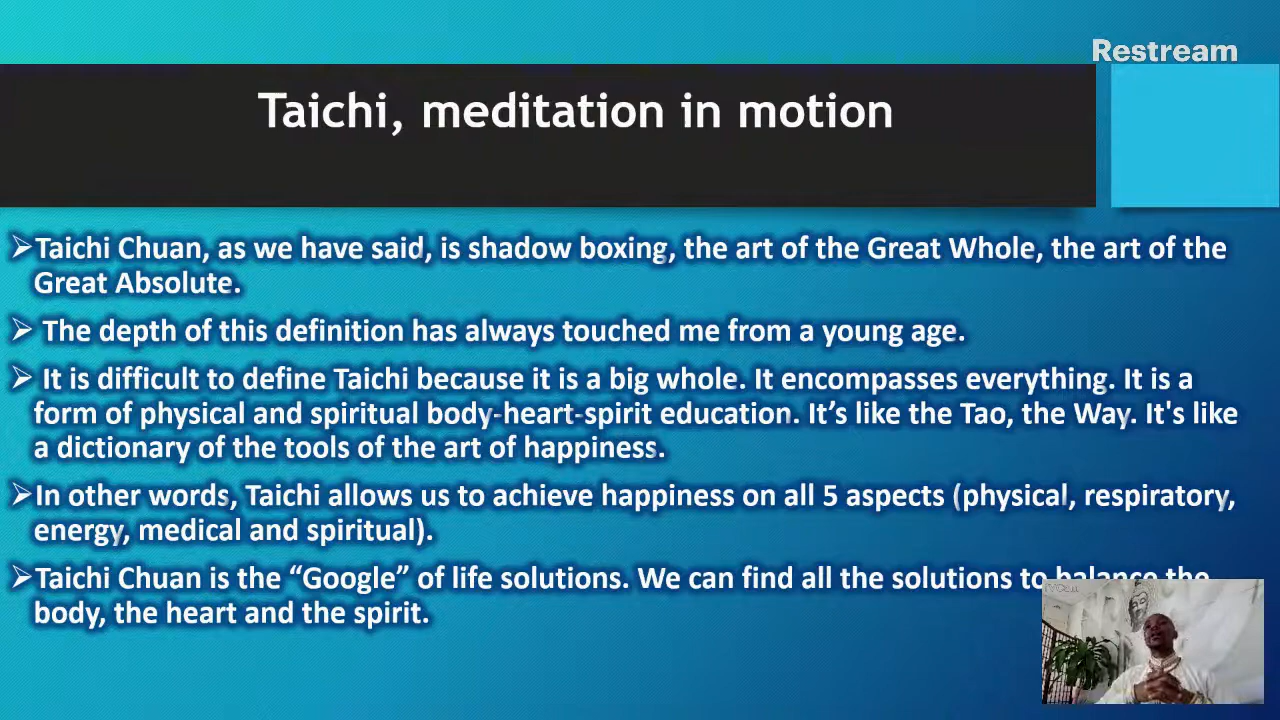 Restream
Taichi, meditation in motion
➢Taichi Chuan, as we have said, is shadow boxing, the art of the Great Whole, the art of the
Great Absolute.
➢ The depth of this definition has always touched me from a young age.
➢ It is difficult to define Taichi because it is a big whole. It encompasses everything. It is a
form of physical and spiritual body-heart-spirit education. It’s like the Tao, the Way. It's like
a dictionary of the tools of the art of happiness.
➢In other words, Taichi allows us to achieve happiness on all 5 aspects (physical, respiratory,
energy, medical and spiritual).
➢Taichi Chuan is the “Google” of life solutions. We can find all the solutions to balance the
body, the heart and the spirit.